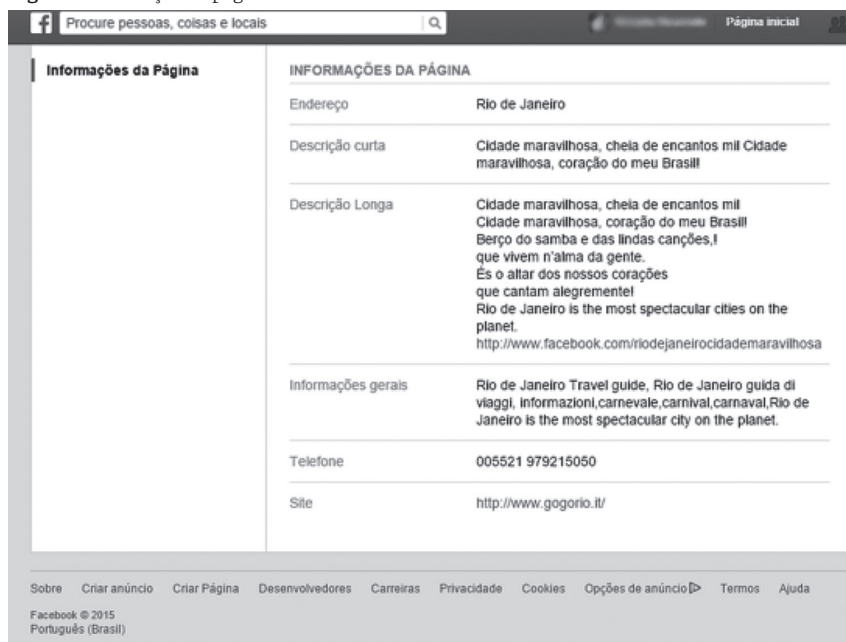 f Procure pessoas, coisas e locais Página inicial
Informações da Página
INFORMAÇÕES DA PÁGINA
Endereço Rio de Janeiro
Descrição curta Cidade maravilhosa, cheia de encantos mil Cidade
maravilhosa, coração do meu Brasil!
Descrição Longa Cidade maravilhosa, cheia de encantos mil
Cidade maravilhosa, coração do meu Brasil!
Berço do samba e das lindas canções,!
que vivem n'alma da gente.
És o altar dos nossos corações
que cantam alegremente!
Rio de Janeiro is the most spectacular cities on the
planet.
http://www.facebook.com/riodejaneirocidademaravilhosa
Informações gerais Rio de Janeiro Travel guide, Rio de Janeiro guida di
viaggi, informazioni,carnevale,carnival,carnaval,Rio de
Janeiro is the most spectacular city on the planet.
Telefone 005521 979215050
Site http://www.gogorio.it/
Sobre Criar anúncio Criar Página Desenvolvedores Carreiras Privacidade Cookies Opções de anúncio Termos Ajuda
Facebook © 2015
Português (Brasil)